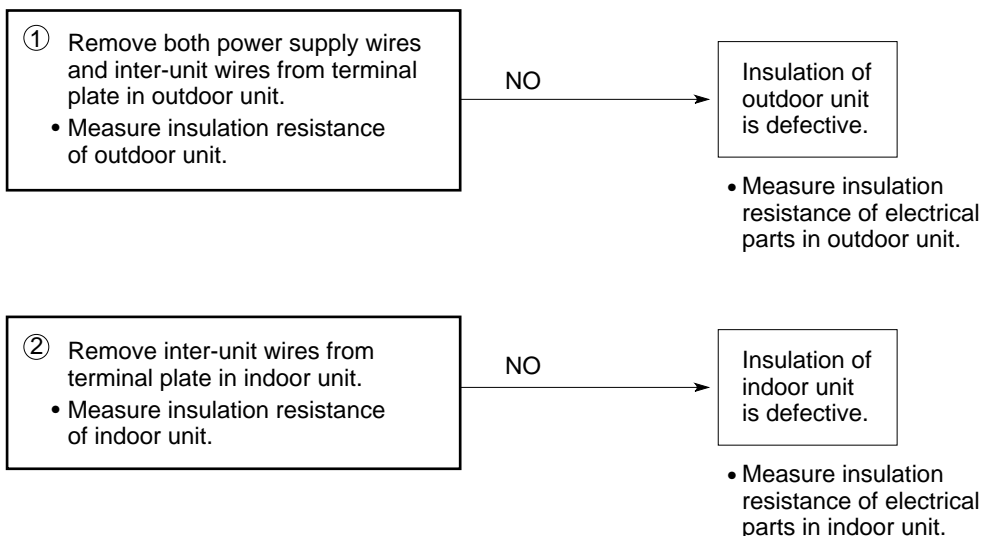 ① Remove both power supply wires
and inter-unit wires from terminal
plate in outdoor unit.
• Measure insulation resistance
of outdoor unit.
NO
Insulation of
outdoor unit
is defective.
• Measure insulation
resistance of electrical
parts in outdoor unit.
② Remove inter-unit wires from
terminal plate in indoor unit.
• Measure insulation resistance
of indoor unit.
NO
Insulation of
indoor unit
is defective.
• Measure insulation
resistance of electrical
parts in indoor unit.